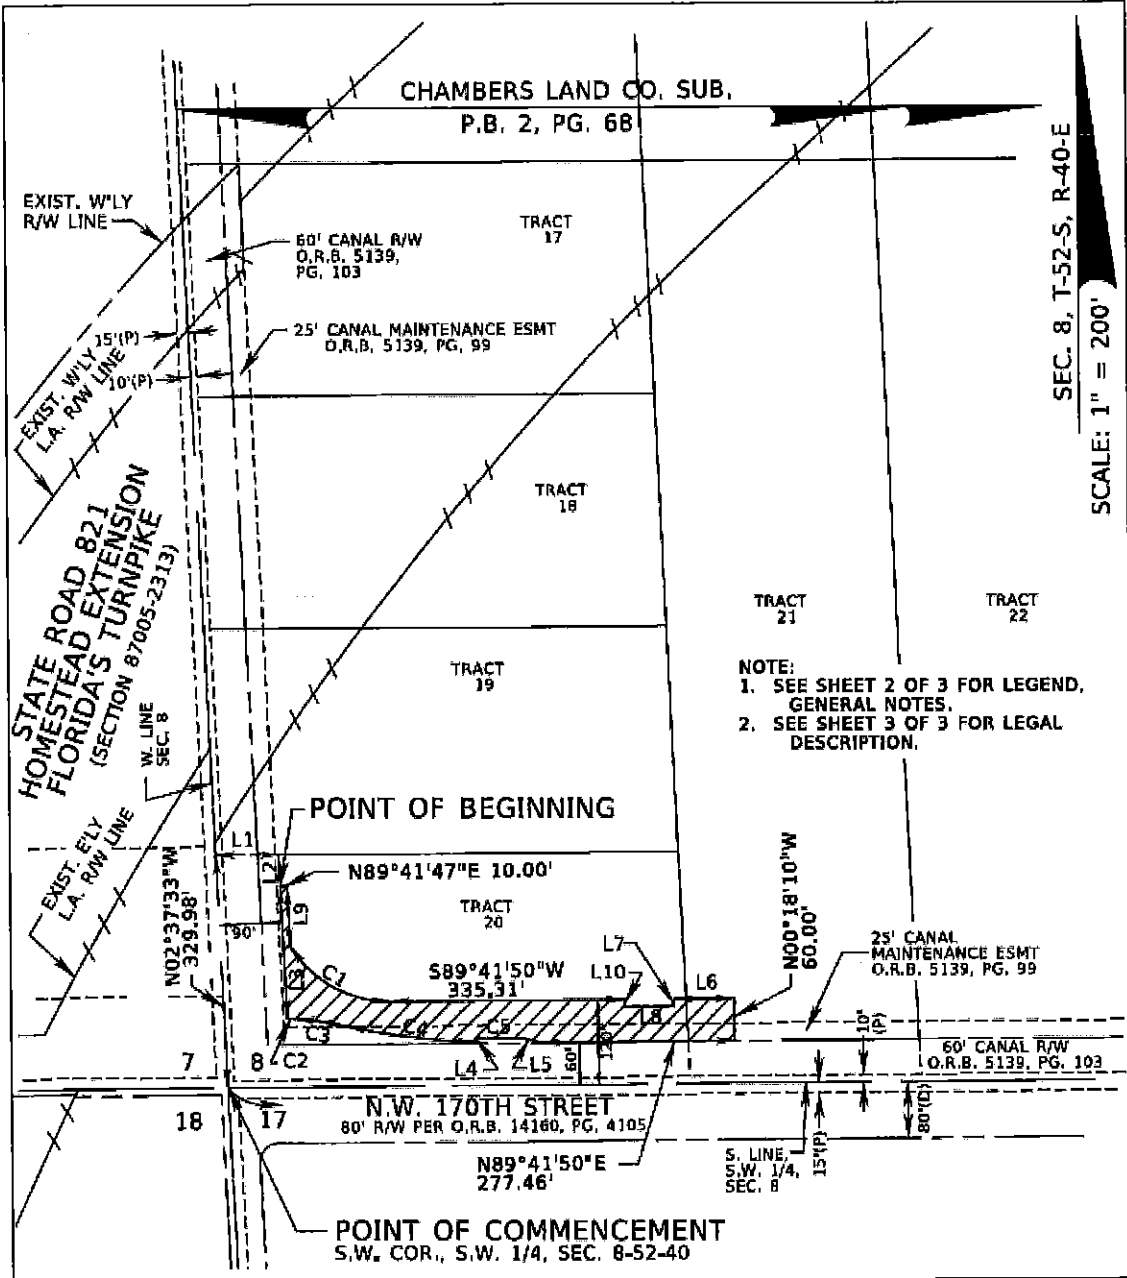 CHAMBERS LAND CO. SUB.
P.B. 2, PG. 68
SEC. 8, T-52-S, R-40-E
SCALE: 1" = 200'
EXIST. W'LY
R/W LINE
60' CANAL R/W
O.R.B. 5139,
PG. 103
TRACT
17
15'(P)
25' CANAL MAINTENANCE ESMT
O.R.B. 5139, PG. 99
10'(P)
EXIST. W'LY
L.A. R/W LINE
TRACT
18
STATE ROAD 821
HOMESTEAD EXTENSION
FLORIDA'S TURNPIKE
(SECTION 87005-2313)
TRACT
21
TRACT
22
TRACT
19
NOTE:
1. SEE SHEET 2 OF 3 FOR LEGEND,
GENERAL NOTES.
2. SEE SHEET 3 OF 3 FOR LEGAL
DESCRIPTION.
W. LINE
SEC. 8
POINT OF BEGINNING
EXIST. E'LY
L.A. R/W LINE
L1
L2
N89°41'47"E 10.00'
N02°37'33"W
329.98'
L9
TRACT
20
90'
N00°18'10"W
60.00'
L7
L10
L6
25' CANAL
MAINTENANCE ESMT
O.R.B. 5139, PG. 99
L3
C1
S89°41'50"W
335.31'
L8
C3
C4
C5
120'
10'
(P)
60' CANAL R/W
O.R.B. 5139, PG. 103
7
8
C2
L4
L5
60'
N.W. 170TH STREET
80' R/W PER O.R.B. 14160, PG. 4105
18
17
80'(D)
N89°41'50"E
277.46'
S. LINE,
S.W. 1/4,
SEC. 8
15'(P)
POINT OF COMMENCEMENT
S.W. COR., S.W. 1/4, SEC. 8-52-40